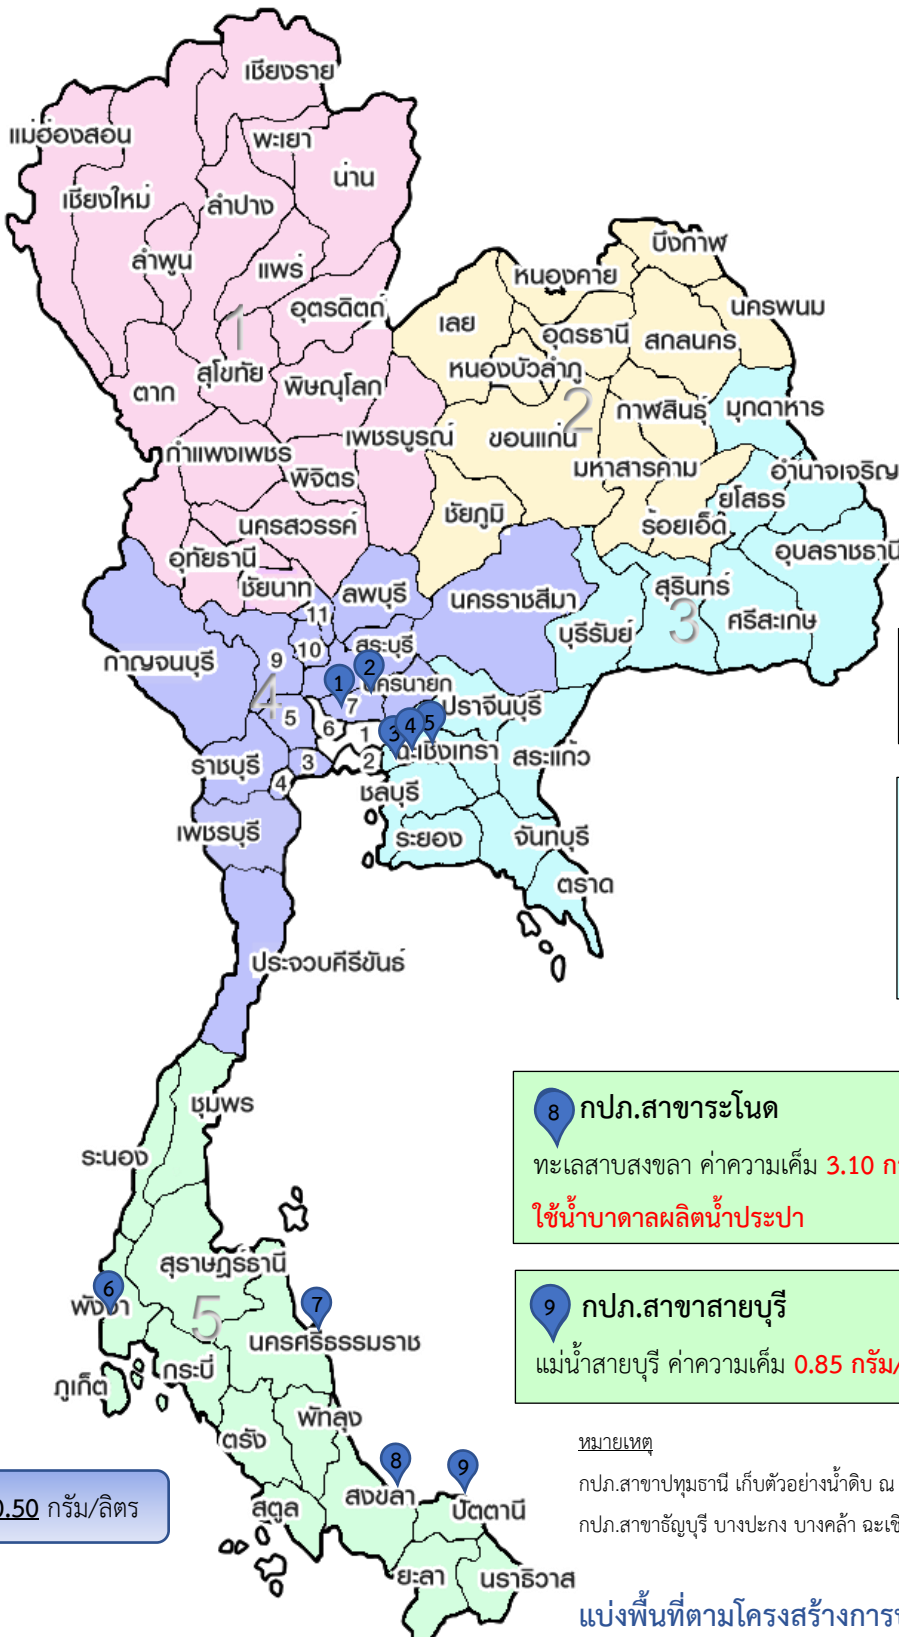 เชียงราย
แม่ฮ่องสอน
พะเยา
น่าน
เชียงใหม่
ลำปาง
ลำพูน
แพร่
อุตรดิตถ์
1
สุโขทัย
ตาก
พิษณุโลก
เพชรบูรณ์
กำแพงเพชร
พิจิตร
นครสวรรค์
อุทัยธานี
ชัยนาท
บึงกาฬ
หนองคาย
นครพนม
เลย
อุดรธานี
สกลนคร
หนองบัวลำภู
2
กาฬสินธุ์
มุกดาหาร
ขอนแก่น
มหาสารคาม
อำนาจเจริญ
ยโสธร
ชัยภูมิ
ร้อยเอ็ด
อุบลราชธานี
สุรินทร์
3
ศรีสะเกษ
บุรีรัมย์
นครราชสีมา
ลพบุรี
11
สระบุรี
10
9
กาญจนบุรี
4
1
2
นครนายก
7
5
6
1
ปราจีนบุรี
3
4
5
ฉะเชิงเทรา
สระแก้ว
2
3
4
ราชบุรี
ชลบุรี
เพชรบุรี
ระยอง
จันทบุรี
ตราด
ประจวบคีรีขันธ์
ชุมพร
ระนอง
สุราษฎร์ธานี
6
พังงา
5
7
นครศรีธรรมราช
กระบี่
ภูเก็ต
พัทลุง
ตรัง
8
สงขลา
9
ปัตตานี
สตูล
ยะลา
นราธิวาส
8 กปภ.สาขาระโนด
ทะเลสาบสงขลา ค่าความเค็ม 3.10
ใช้น้ำบาดาลผลิตน้ำประปา
9 กปภ.สาขาสายบุรี
แม่น้ำสายบุรี ค่าความเค็ม 0.85 กรัม/
0.50 กรัม/ลิตร
หมายเหตุ
กปภ.สาขาปทุมธานี เก็บตัวอย่างน้ำดิบ ณ
กปภ.สาขาธัญบุรี บางปะกง บางคล้า
แบ่งพื้นที่ตามโครงสร้าง